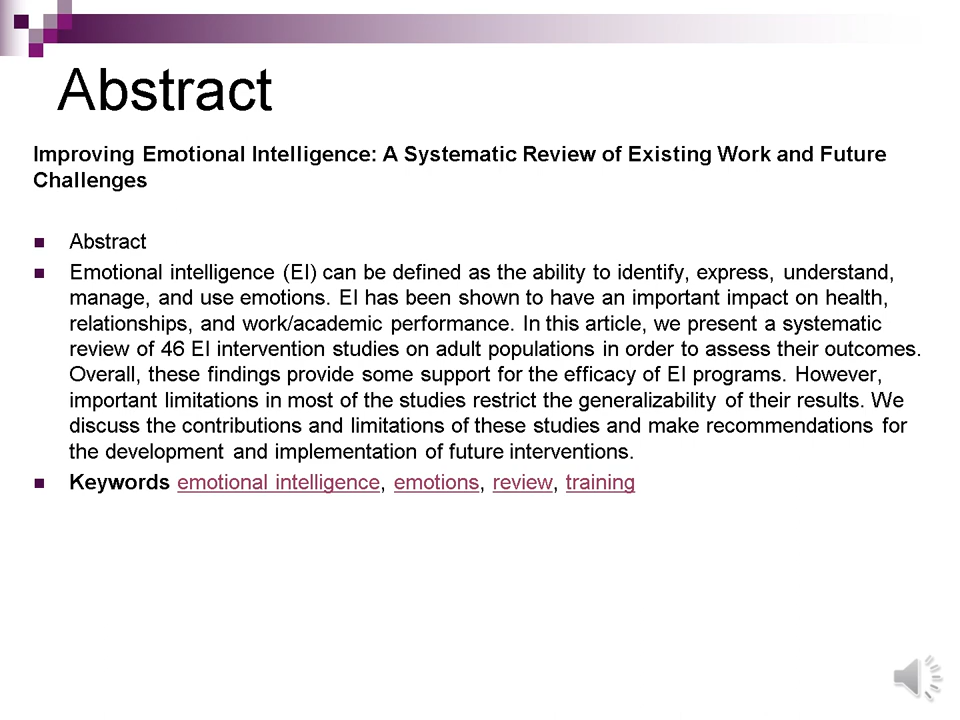 Abstract
Improving Emotional Intelligence: A Systematic Review of Existing Work and Future
Challenges
Abstract
Emotional intelligence (EI) can be defined as the ability to identify, express, understand,
manage, and use emotions. EI has been shown to have an important impact on health,
relationships, and work/academic performance. In this article, we present a systematic
review of 46 EI intervention studies on adult populations in order to assess their outcomes.
Overall, these findings provide some support for the efficacy of EI programs. However,
important limitations in most of the studies restrict the generalizability of their results. We
discuss the contributions and limitations of these studies and make recommendations for
the development and implementation of future interventions.
Keywords emotional intelligence, emotions, review, training